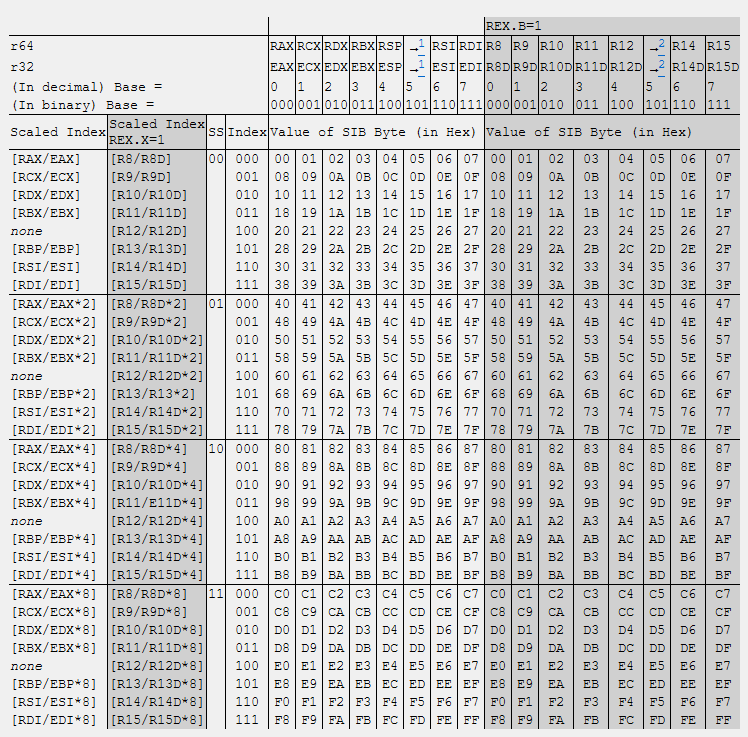 REX.B=1
r64 RAX RCX RDX RBX RSP →1 RSI RDI R8 R9 R10 R11 R12 →2 R14 R15
r32 EAX ECX EDX EBX ESP →1 ESI EDI R8D R9D R10D R11D R12D →2 R14D R15D
(In decimal) Base = 0 1 2 3 4 5 6 7 0 1 2 3 4 5 6 7
(In binary) Base = 000 001 010 011 100 101 110 111 000 001 010 011 100 101 110 111
Scaled Index Scaled Index REX.X=1 SS Index Value of SIB Byte (in Hex) Value of SIB Byte (in Hex)
[RAX/EAX] [R8/R8D] 00 000 00 01 02 03 04 05 06 07 00 01 02 03 04 05 06 07
[RCX/ECX] [R9/R9D] 001 08 09 0A 0B 0C 0D 0E 0F 08 09 0A 0B 0C 0D 0E 0F
[RDX/EDX] [R10/R10D] 010 10 11 12 13 14 15 16 17 10 11 12 13 14 15 16 17
[RBX/EBX] [R11/R11D] 011 18 19 1A 1B 1C 1D 1E 1F 18 19 1A 1B 1C 1D 1E 1F
none [R12/R12D] 100 20 21 22 23 24 25 26 27 20 21 22 23 24 25 26 27
[RBP/EBP] [R13/R13D] 101 28 29 2A 2B 2C 2D 2E 2F 28 29 2A 2B 2C 2D 2E 2F
[RSI/ESI] [R14/R14D] 110 30 31 32 33 34 35 36 37 30 31 32 33 34 35 36 37
[RDI/EDI] [R15/R15D] 111 38 39 3A 3B 3C 3D 3E 3F 38 39 3A 3B 3C 3D 3E 3F
[RAX/EAX*2] [R8/R8D*2] 01 000 40 41 42 43 44 45 46 47 40 41 42 43 44 45 46 47
[RCX/ECX*2] [R9/R9D*2] 001 48 49 4A 4B 4C 4D 4E 4F 48 49 4A 4B 4C 4D 4E 4F
[RDX/EDX*2] [R10/R10D*2] 010 50 51 52 53 54 55 56 57 50 51 52 53 54 55 56 57
[RBX/EBX*2] [R11/R11D*2] 011 58 59 5A 5B 5C 5D 5E 5F 58 59 5A 5B 5C 5D 5E 5F
none [R12/R12D*2] 100 60 61 62 63 64 65 66 67 60 61 62 63 64 65 66 67
[RBP/EBP*2] [R13/R13*2] 101 68 69 6A 6B 6C 6D 6E 6F 68 69 6A 6B 6C 6D 6E 6F
[RSI/ESI*2] [R14/R14D*2] 110 70 71 72 73 74 75 76 77 70 71 72 73 74 75 76 77
[RDI/EDI*2] [R15/R15D*2] 111 78 79 7A 7B 7C 7D 7E 7F 78 79 7A 7B 7C 7D 7E 7F
[RAX/EAX*4] [R8/R8D*4] 10 000 80 81 82 83 84 85 86 87 80 81 82 83 84 85 86 87
[RCX/ECX*4] [R9/R9D*4] 001 88 89 8A 8B 8C 8D 8E 8F 88 89 8A 8B 8C 8D 8E 8F
[RDX/EDX*4] [R10/R10D*4] 010 90 91 92 93 94 95 96 97 90 91 92 93 94 95 96 97
[RBX/EBX*4] [R11/E11D*4] 011 98 99 9A 9B 9C 9D 9E 9F 98 99 9A 9B 9C 9D 9E 9F
none [R12/R12D*4] 100 A0 A1 A2 A3 A4 A5 A6 A7 A0 A1 A2 A3 A4 A5 A6 A7
[RBP/EBP*4] [R13/R13D*4] 101 A8 A9 AA AB AC AD AE AF A8 A9 AA AB AC AD AE AF
[RSI/ESI*4] [R14/R14D*4] 110 B0 B1 B2 B3 B4 B5 B6 B7 B0 B1 B2 B3 B4 B5 B6 B7
[RDI/EDI*4] [R15/R15D*4] 111 B8 B9 BA BB BC BD BE BF B8 B9 BA BB BC BD BE BF
[RAX/EAX*8] [R8/R8D*8] 11 000 C0 C1 C2 C3 C4 C5 C6 C7 C0 C1 C2 C3 C4 C5 C6 C7
[RCX/ECX*8] [R9/R9D*8] 001 C8 C9 CA CB CC CD CE CF C8 C9 CA CB CC CD CE CF
[RDX/EDX*8] [R10/R10D*8] 010 D0 D1 D2 D3 D4 D5 D6 D7 D0 D1 D2 D3 D4 D5 D6 D7
[RBX/EBX*8] [R11/R11D*8] 011 D8 D9 DA DB DC DD DE DF D8 D9 DA DB DC DD DE DF
none [R12/R12D*8] 100 E0 E1 E2 E3 E4 E5 E6 E7 E0 E1 E2 E3 E4 E5 E6 E7
[RBP/EBP*8] [R13/R13D*8] 101 E8 E9 EA EB EC ED EE EF E8 E9 EA EB EC ED EE EF
[RSI/ESI*8] [R14/R14D*8] 110 F0 F1 F2 F3 F4 F5 F6 F7 F0 F1 F2 F3 F4 F5 F6 F7
[RDI/EDI*8] [R15/R15D*8] 111 F8 F9 FA FB FC FD FE FF F8 F9 FA FB FC FD FE FF